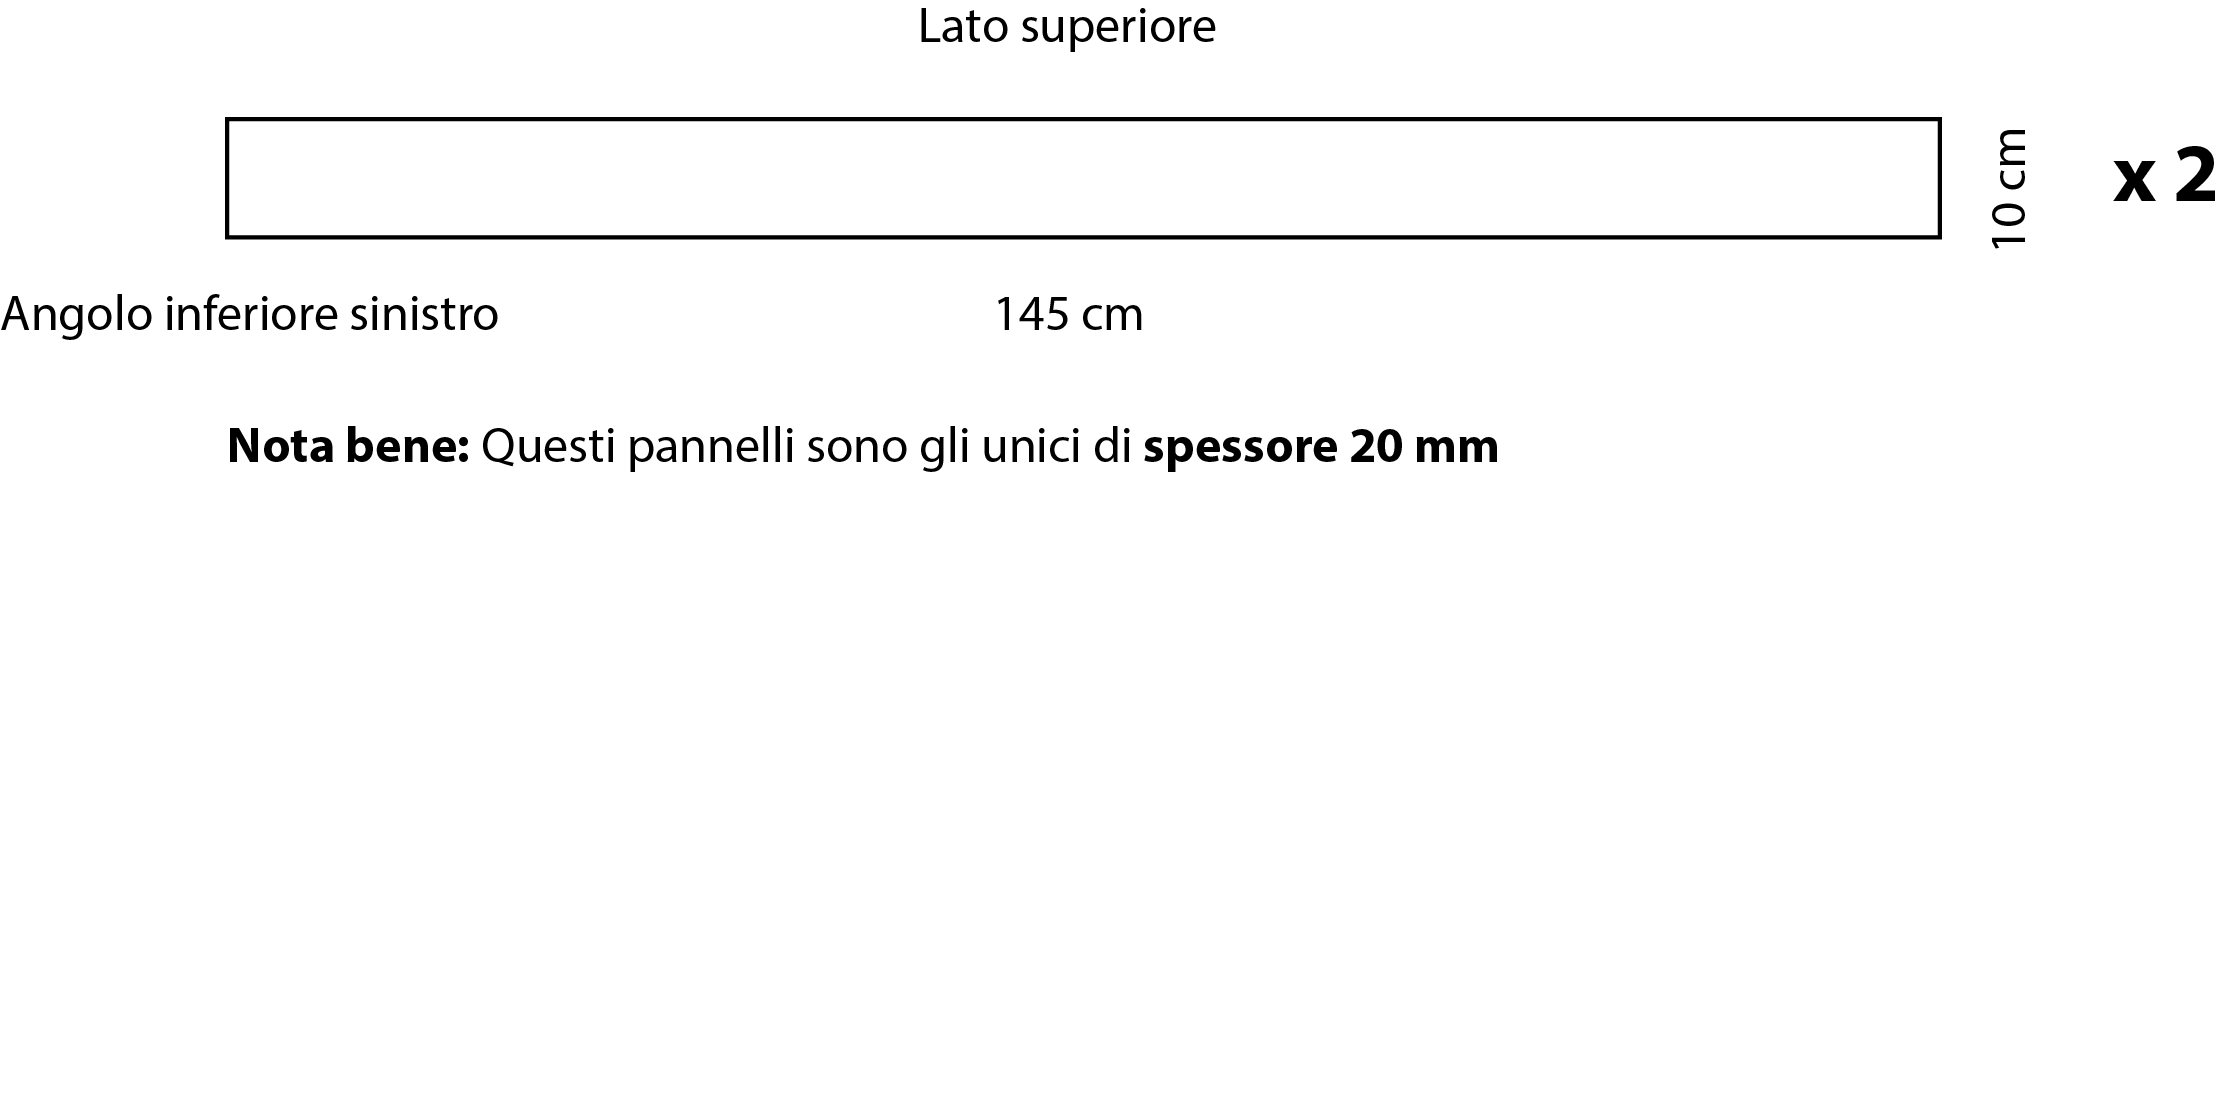 Lato superiore
10 cm
x 2
Angolo inferiore sinistro
145 cm
Nota bene: Questi pannelli sono gli unici di spessore 20 mm